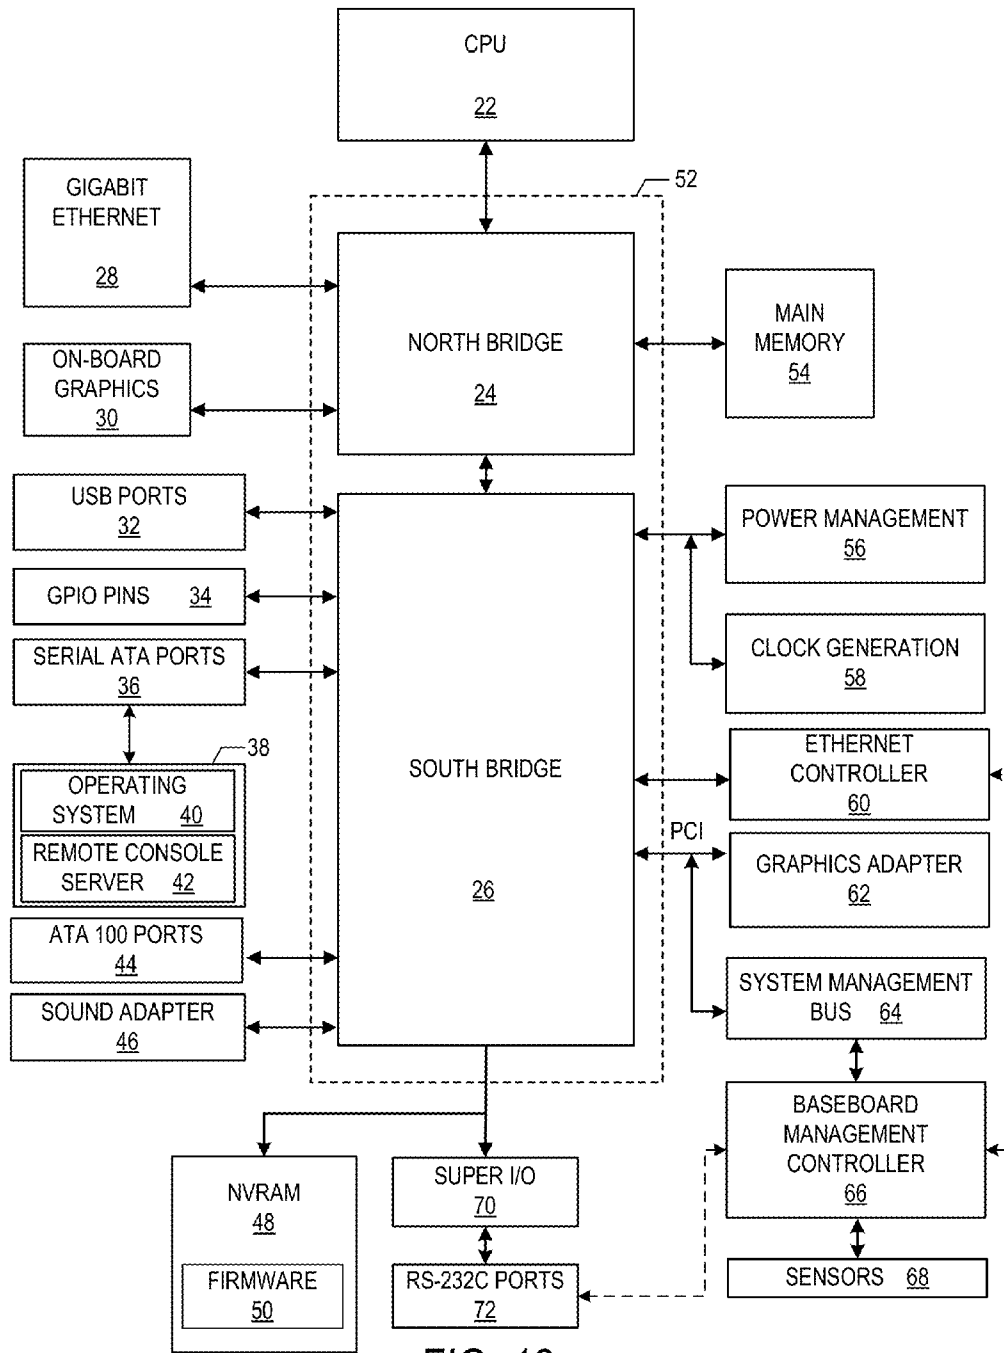 CPU
22
52
GIGABIT
ETHERNET
28
NORTH BRIDGE
24
MAIN
MEMORY
54
ON-BOARD
GRAPHICS
30
USB PORTS
32
POWER MANAGEMENT
56
GPIO PINS 34
SERIAL ATA PORTS
36
CLOCK GENERATION
58
38
OPERATING
SYSTEM 40
REMOTE CONSOLE
SERVER 42
SOUTH BRIDGE
26
ETHERNET
CONTROLLER
60
PCI
GRAPHICS ADAPTER
62
ATA 100 PORTS
44
SOUND ADAPTER
46
SYSTEM MANAGEMENT
BUS 64
BASEBOARD
MANAGEMENT
CONTROLLER
66
NVRAM
48
FIRMWARE
50
SUPER I/O
70
RS-232C PORTS
72
SENSORS 68